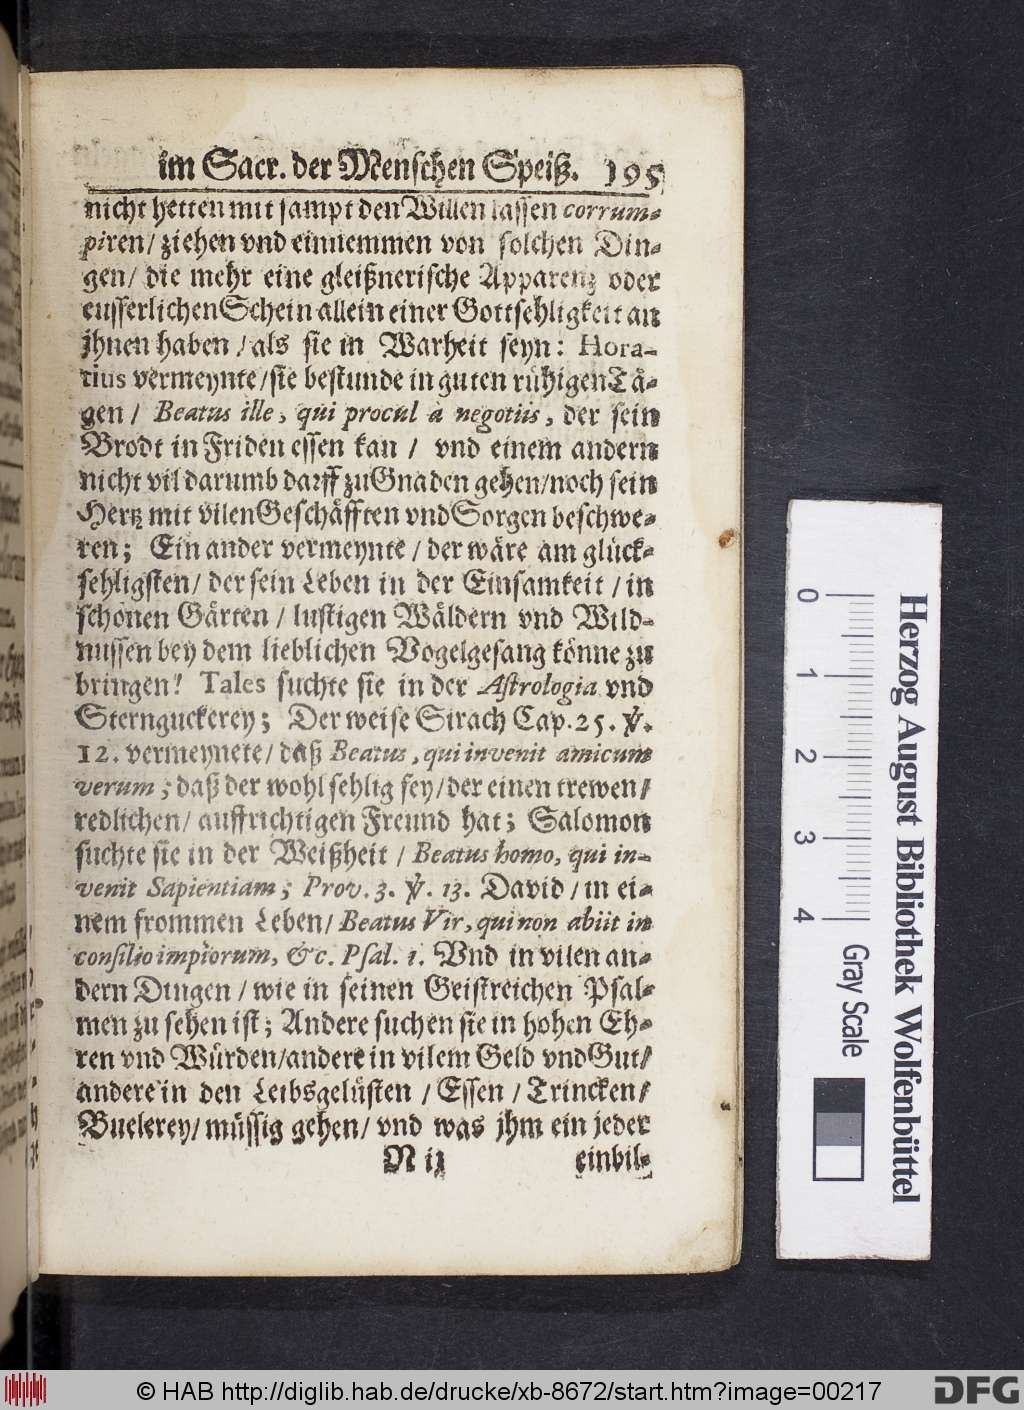 im Sacr. der Menschen Speiß. 195
nicht hetten mit sampt den Willen lassen corrum-
piren/ ziehen vnd einnemmen von solchen Din-
gen/ die mehr eine gleißnerische Apparentz oder
eusserlichen Schein allein einer Gottsehligkeit an
jhnen haben / als sie in Warheit seyn: Hora-
tius vermeynte/sie bestunde in guten rühigen Tä-
gen / Beatus ille, qui procul à negotiis, der sein
Brodt in Friden essen kan / vnd einem andern
nicht vil darumb darff zu Gnaden gehen/noch sein
Hertz mit vilen Geschäfften vnd Sorgen beschwe-
ren; Ein ander vermeynte / der wäre am glück-
sehligsten/ der sein Leben in der Einsamkeit / in
schönen Gärten / lustigen Wäldern vnd Wild-
nussen bey dem lieblichen Vogelgesang könne zu
bringen! Tales suchte sie in der Astrologia vnd
Sternguckerey; Der weise Sirach Cap. 25. ℣.
12. vermeynete/ daß Beatus, qui invenit amicum
verum; daß der wohl sehlig sey/der einen trewen/
redlichen/ auffrichtigen Freund hat; Salomon
suchte sie in der Weißheit / Beatus homo, qui in-
venit Sapientiam; Prov. 3. ℣. 13. David / in ei-
nem frommen Leben/ Beatus Vir, qui non abiit in
consilio impiorum, &c. Psal. 1. Vnd in vilen an-
dern Dingen / wie in seinen Geistreichen Psal-
men zu sehen ist; Andere suchen sie in hohen Eh-
ren vnd Würden/andere in vilem Geld vnd Gut/
andere in den Leibsgelüsten / Essen / Trincken/
Buelerey/ müssig gehen/ vnd was jhm ein jeder
N ij einbil-
0 1 2 3 4
Gray Scale
Herzog August Bibliothek Wolfenbüttel
© HAB http://diglib.hab.de/drucke/xb-8672/start.htm?image=00217
DFG